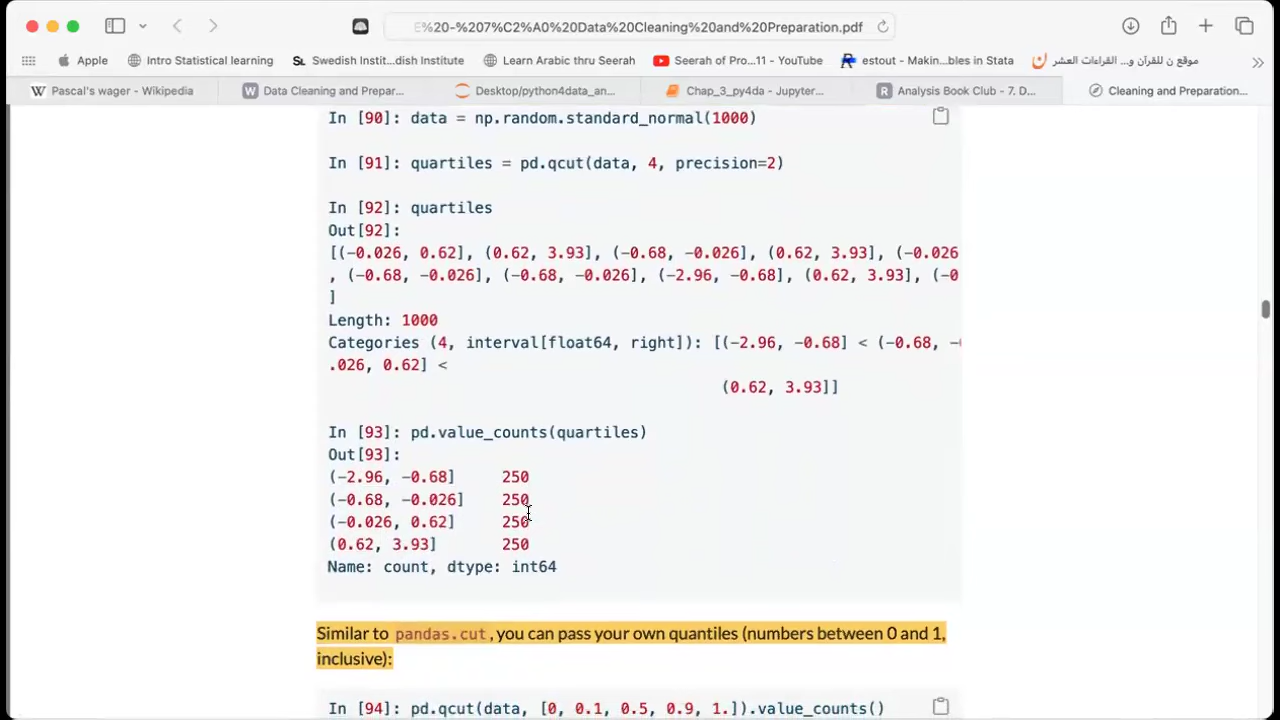 E%20-%207%C2%A0%20Data%20Cleaning%20and%20Preparation.pdf
Apple
Intro Statistical learning
SL Swedish Instit...dish Institute
Learn Arabic thru Seerah
Seerah of Pro...11 - YouTube
estout - Makin...bles in Stata
موقع ن للقرآن و... القراءات العشر
Pascal's wager - Wikipedia
Data Cleaning and Prepar...
Desktop/python4data_an...
Chap_3_py4da - Jupyter...
Analysis Book Club - 7. D...
Cleaning and Preparation...
In [90]: data = np.random.standard_normal(1000)
In [91]: quartiles = pd.qcut(data, 4, precision=2)
In [92]: quartiles
Out[92]:
[(-0.026, 0.62], (0.62, 3.93], (-0.68, -0.026], (0.62, 3.93], (-0.026
, (-0.68, -0.026], (-0.68, -0.026], (-2.96, -0.68], (0.62, 3.93], (-0
]
Length: 1000
Categories (4, interval[float64, right]): [(-2.96, -0.68] < (-0.68, -
.026, 0.62] <
(0.62, 3.93]]
In [93]: pd.value_counts(quartiles)
Out[93]:
(-2.96, -0.68] 250
(-0.68, -0.026] 250
(-0.026, 0.62] 250
(0.62, 3.93] 250
Name: count, dtype: int64
Similar to pandas.cut, you can pass your own quantiles (numbers between 0 and 1,
inclusive):
In [94]: pd.qcut(data, [0, 0.1, 0.5, 0.9, 1.]).value_counts()